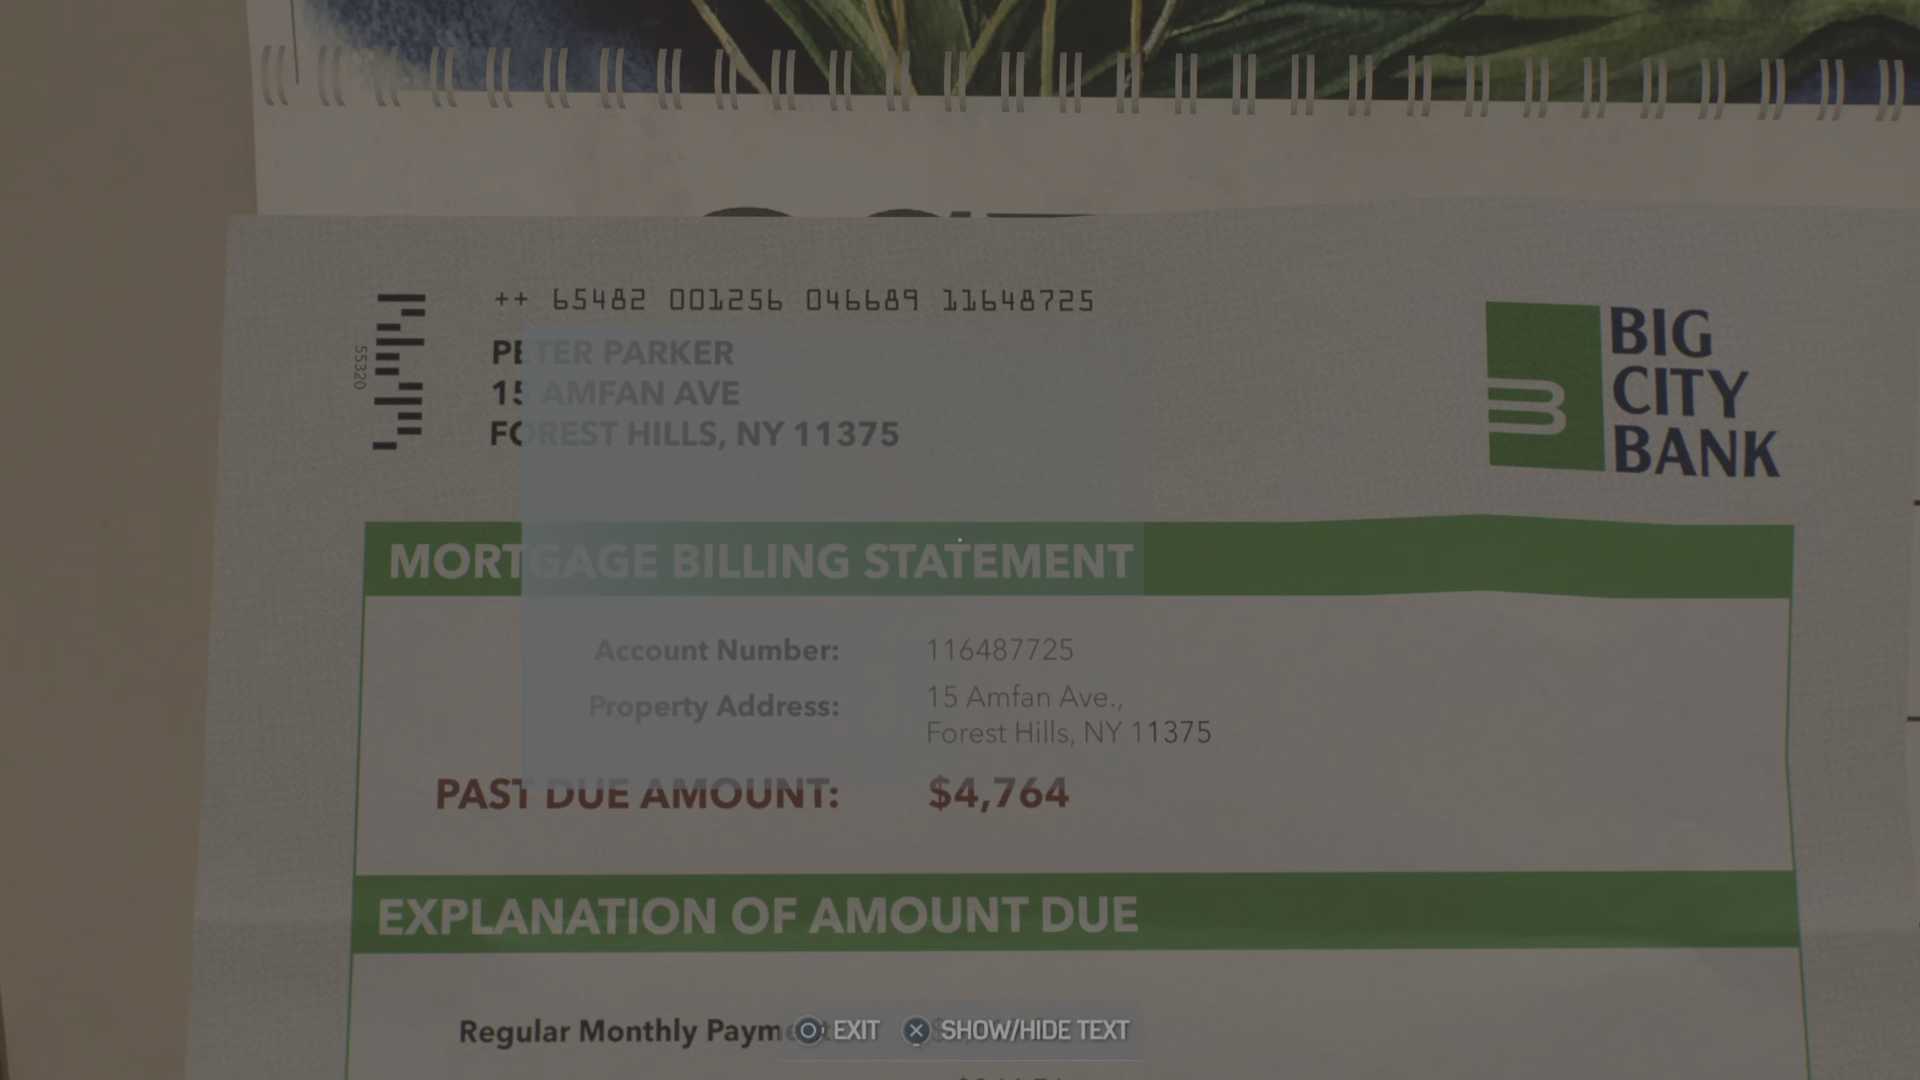 ++ 65482 001256 046689 11648725
55320
PETER PARKER
15 AMFAN AVE
FOREST HILLS, NY 11375
BIG
CITY
BANK
MORTGAGE BILLING STATEMENT
Account Number: 116487725
Property Address: 15 Amfan Ave.,
Forest Hills, NY 11375
PAST DUE AMOUNT: $4,764
EXPLANATION OF AMOUNT DUE
Regular Monthly
EXIT SHOW/HIDE TEXT